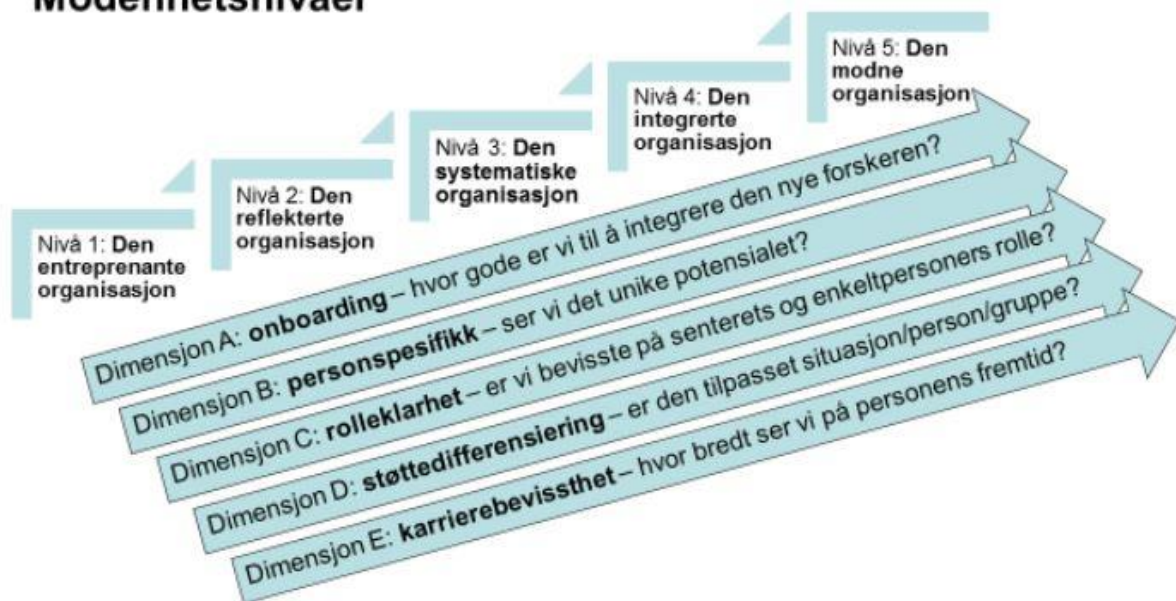 Modenhetsnivåer
Nivå 1: Den
entreprenante
organisasjon
Nivå 2: Den
reflekterte
organisasjon
Nivå 3: Den
systematiske
organisasjon
Nivå 4: Den
integrerte
organisasjon
Nivå 5: Den
modne
organisasjon
Dimensjon A: onboarding – hvor gode er vi til å integrere den nye forskeren?
Dimensjon B: personspesifikk – ser vi det unike potensialet?
Dimensjon C: rolleklarhet – er vi bevisste på senterets og enkeltpersoners rolle?
Dimensjon D: støttedifferensiering – er den tilpasset situasjon/person/gruppe?
Dimensjon E: karrierebevissthet – hvor bredt ser vi på personens fremtid?